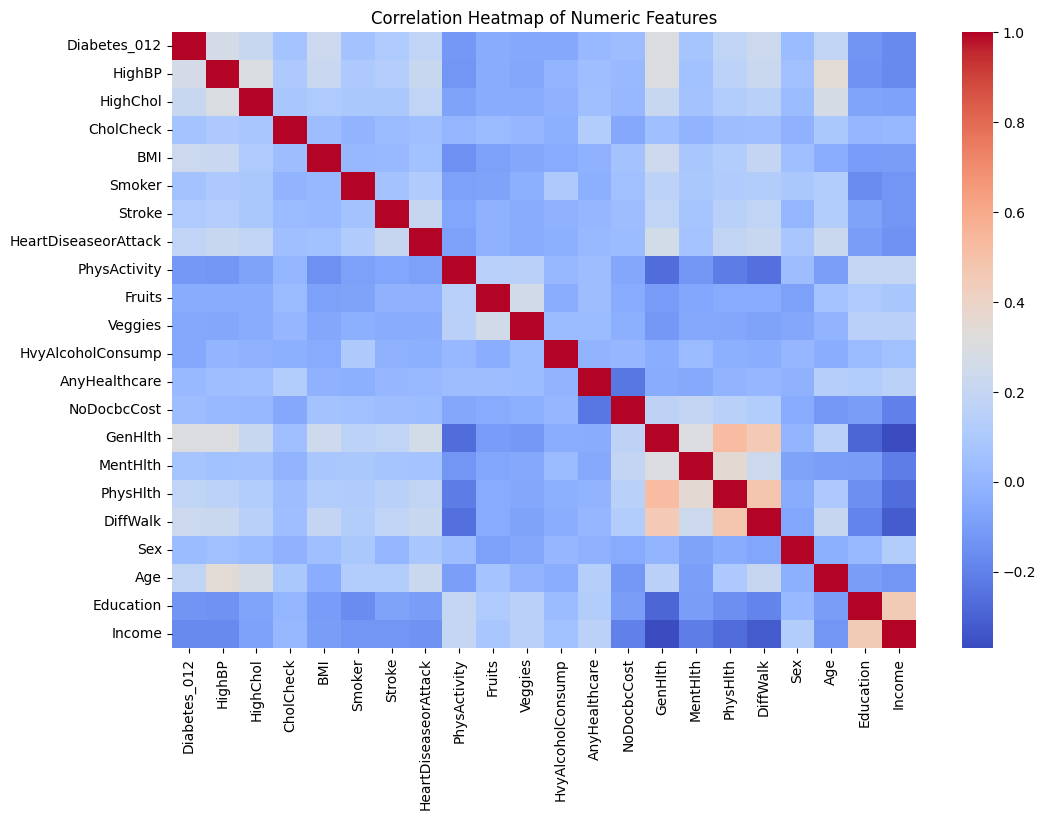 Correlation Heatmap of Numeric Features
Diabetes_012
HighBP
HighChol
CholCheck
BMI
Smoker
Stroke
HeartDiseaseorAttack
PhysActivity
Fruits
Veggies
HvyAlcoholConsump
AnyHealthcare
NoDocbcCost
GenHlth
MentHlth
PhysHlth
DiffWalk
Sex
Age
Education
Income
Diabetes_012
HighBP
HighChol
CholCheck
BMI
Smoker
Stroke
HeartDiseaseorAttack
PhysActivity
Fruits
Veggies
HvyAlcoholConsump
AnyHealthcare
NoDocbcCost
GenHlth
MentHlth
PhysHlth
DiffWalk
Sex
Age
Education
Income
1.0
0.8
0.6
0.4
0.2
0.0
−0.2